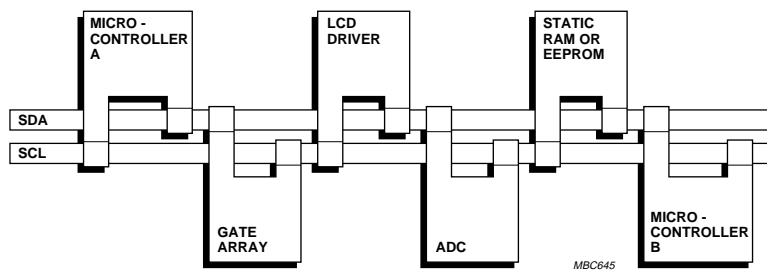 MICRO -
CONTROLLER
A
LCD
DRIVER
STATIC
RAM OR
EEPROM
SDA
SCL
GATE
ARRAY
ADC
MICRO -
CONTROLLER
B
MBC645